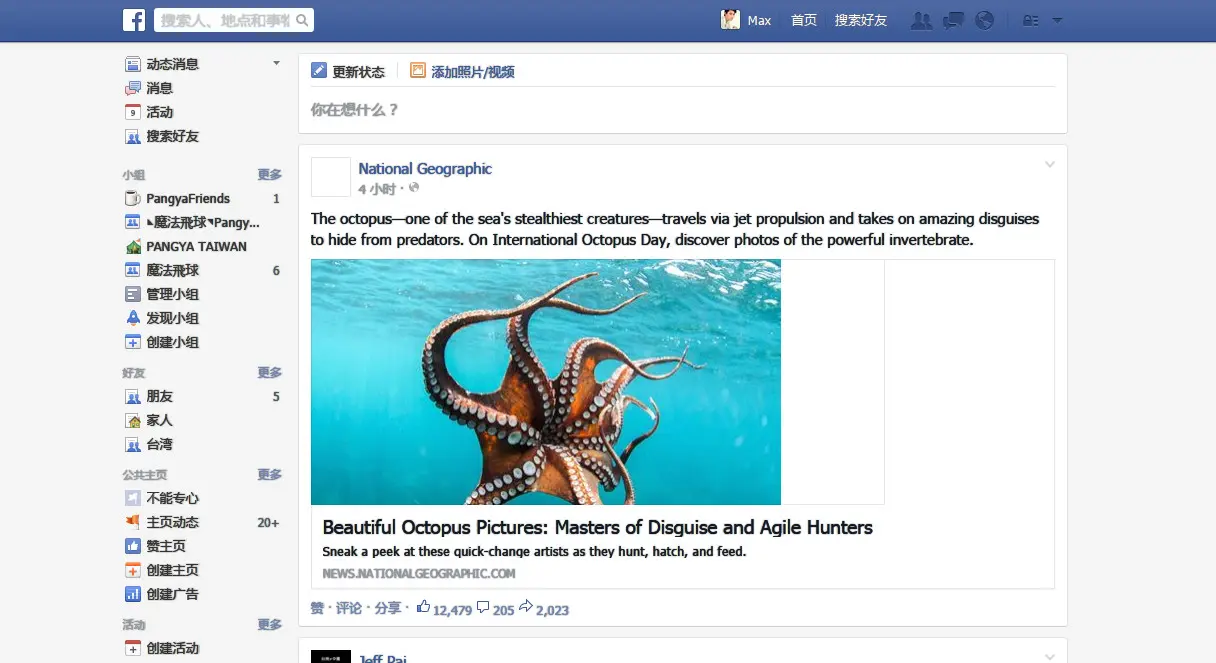 f
搜索人、地点和事物
Max 首页 搜索好友
动态消息
消息
9 活动
搜索好友
小组 更多
PangyaFriends 1
◣魔法飛球◥Pangy...
PANGYA TAIWAN
魔法飛球 6
管理小组
发现小组
创建小组
好友 更多
朋友 5
家人
台湾
公共主页 更多
不能专心
主页动态 20+
赞主页
创建主页
创建广告
活动 更多
创建活动
更新状态 添加照片/视频
你在想什么？
National Geographic
4 小时 ·
The octopus—one of the sea's stealthiest creatures—travels via jet propulsion and takes on amazing disguises
to hide from predators. On International Octopus Day, discover photos of the powerful invertebrate.
Beautiful Octopus Pictures: Masters of Disguise and Agile Hunters
Sneak a peek at these quick-change artists as they hunt, hatch, and feed.
NEWS.NATIONALGEOGRAPHIC.COM
赞 · 评论 · 分享 · 12,479 205 2,023
Jeff Pai